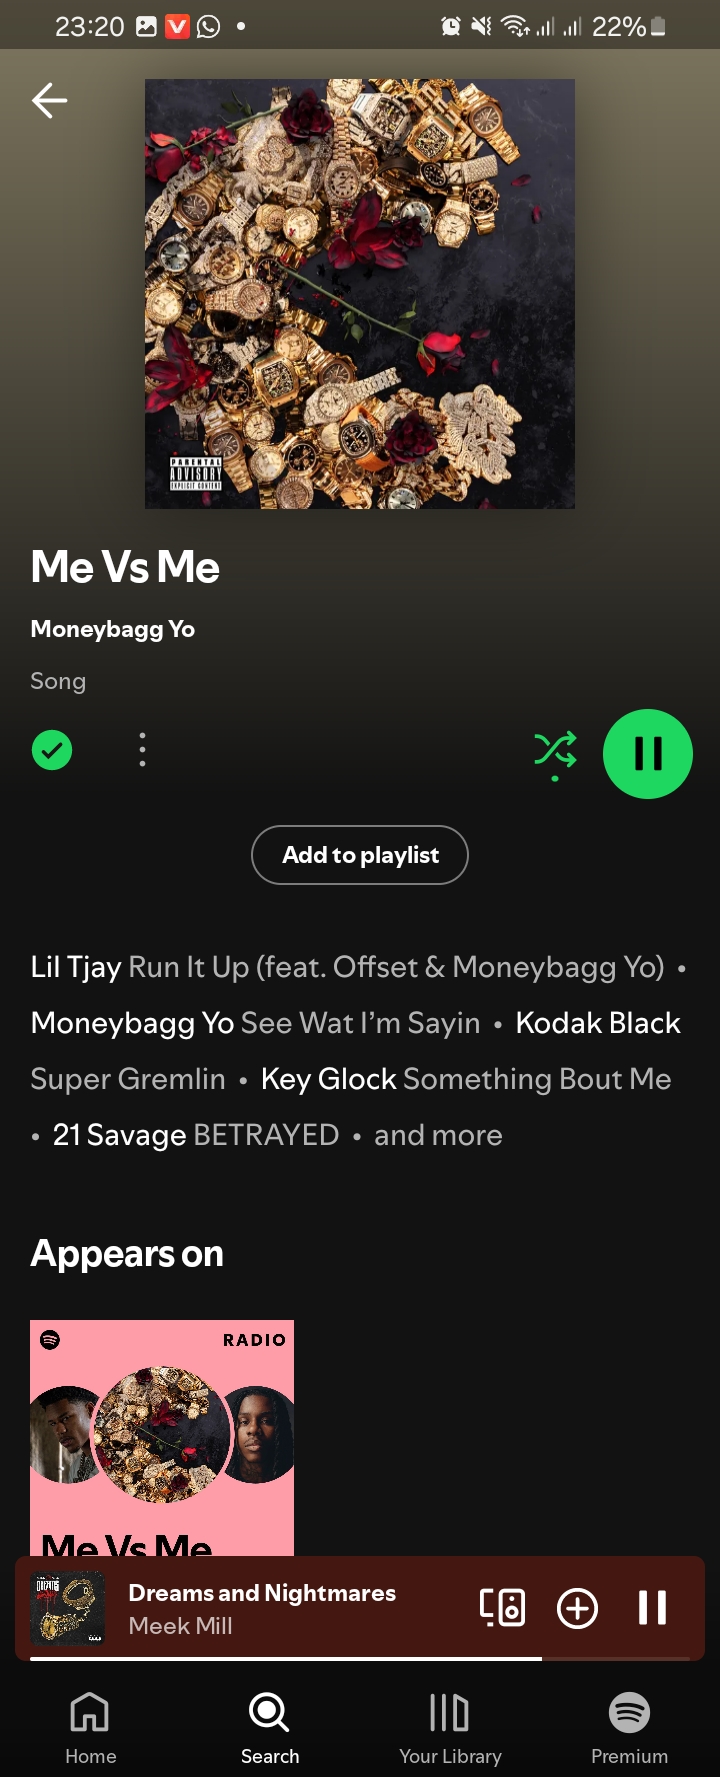 23:20
22%
PARENTAL
ADVISORY
EXPLICIT CONTENT
Me Vs Me
Moneybagg Yo
Song
Add to playlist
Lil Tjay Run It Up (feat. Offset & Moneybagg Yo) •
Moneybagg Yo See Wat I’m Sayin • Kodak Black
Super Gremlin • Key Glock Something Bout Me
• 21 Savage BETRAYED • and more
Appears on
RADIO
Me Vs Me
Dreams and Nightmares
Meek Mill
Home
Search
Your Library
Premium